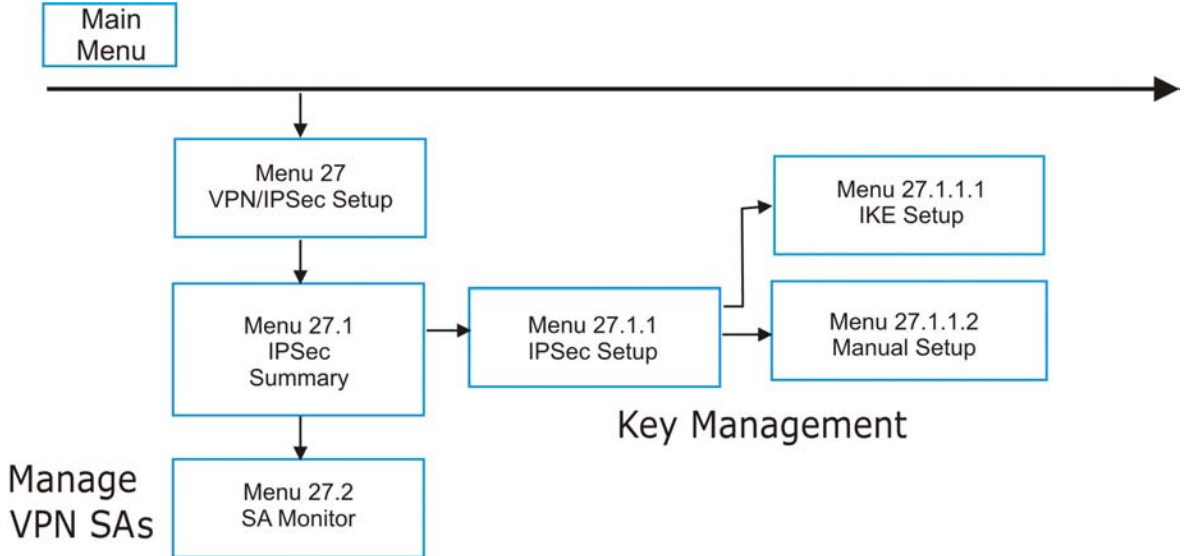 Main
Menu
Menu 27
VPN/IPSec Setup
Menu 27.1.1.1
IKE Setup
Menu 27.1
IPSec
Summary
Menu 27.1.1
IPSec Setup
Menu 27.1.1.2
Manual Setup
Key Management
Manage
VPN SAs
Menu 27.2
SA Monitor